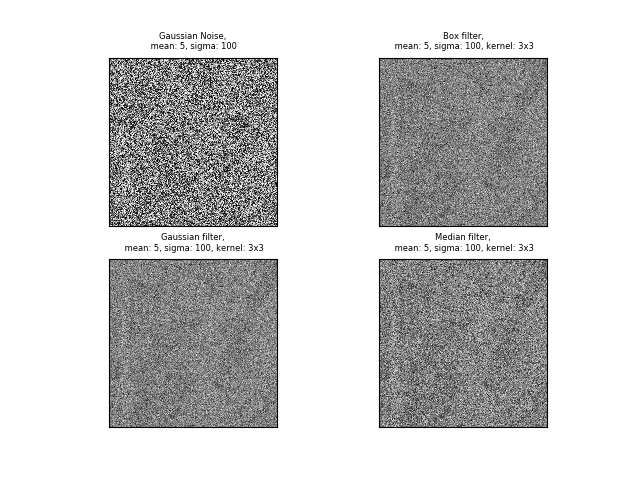 Gaussian Noise,
mean: 5, sigma: 100
Box filter,
mean: 5, sigma: 100, kernel: 3x3
Gaussian filter,
mean: 5, sigma: 100, kernel: 3x3
Median filter,
mean: 5, sigma: 100, kernel: 3x3